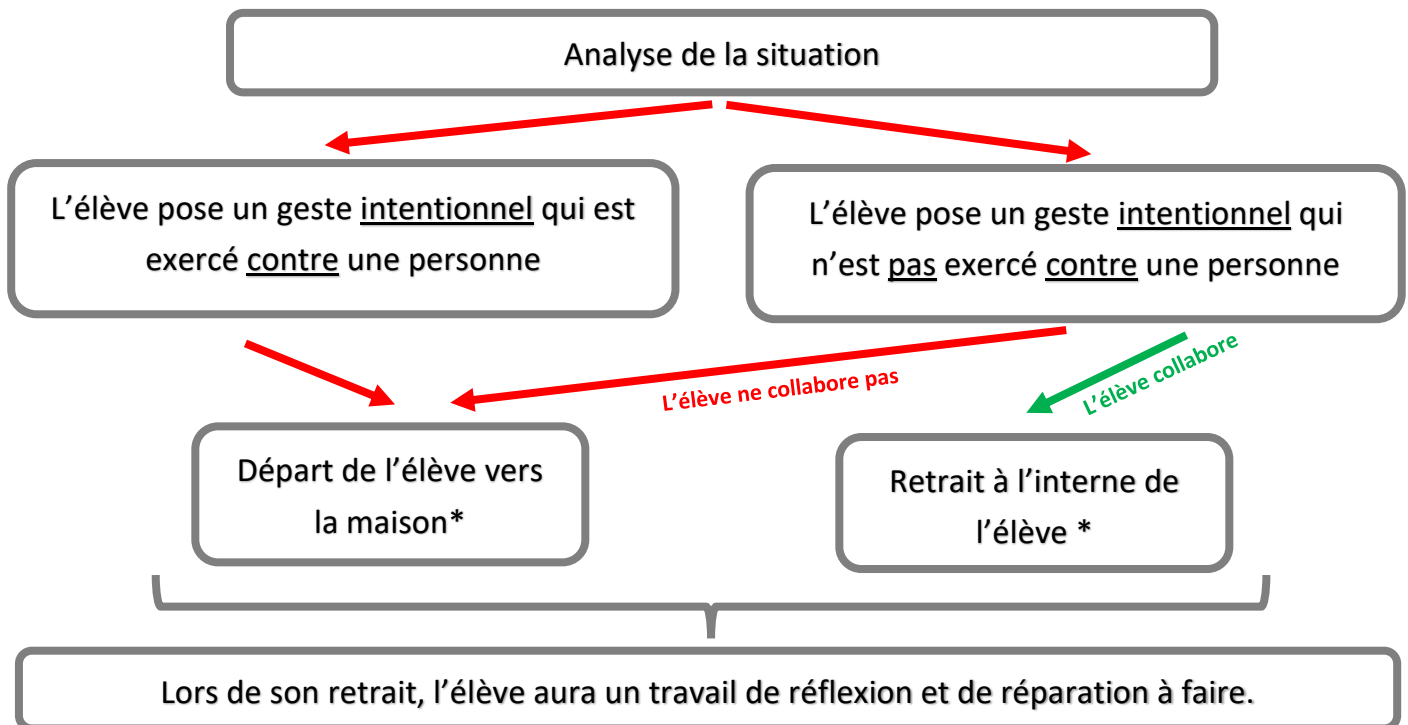 Analyse de la situation
L’élève pose un geste intentionnel qui est
exercé contre une personne
L’élève pose un geste intentionnel qui
n’est pas exercé contre une personne
L’élève ne collabore pas
L’élève collabore
Départ de l’élève vers
la maison*
Retrait à l’interne de
l’élève *
Lors de son retrait, l’élève aura un travail de réflexion et de réparation à faire.